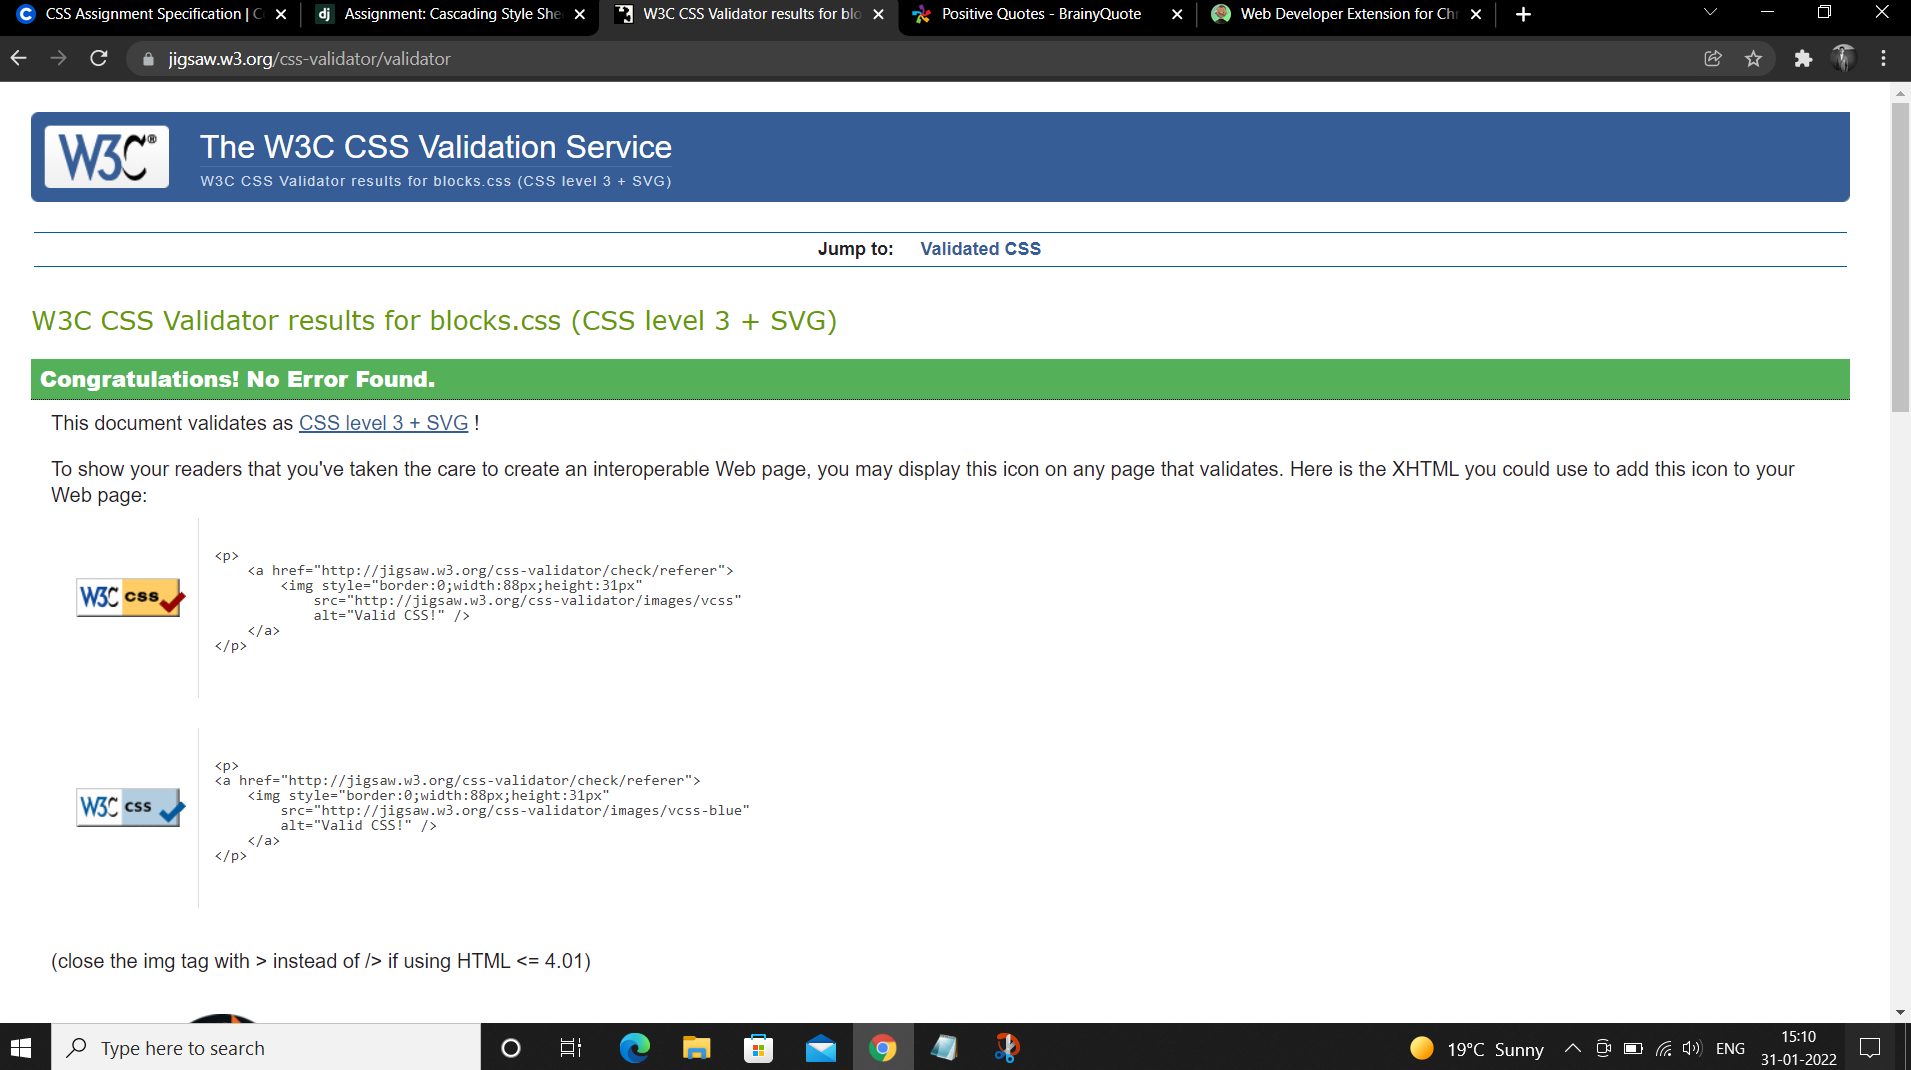 CSS Assignment Specification | C
Assignment: Cascading Style She
W3C CSS Validator results for blo
Positive Quotes - BrainyQuote
Web Developer Extension for Chr
jigsaw.w3.org/css-validator/validator
W3C®
The W3C CSS Validation Service
W3C CSS Validator results for blocks.css (CSS level 3 + SVG)
Jump to: Validated CSS
W3C CSS Validator results for blocks.css (CSS level 3 + SVG)
Congratulations! No Error Found.
This document validates as CSS level 3 + SVG !
To show your readers that you've taken the care to create an interoperable Web page, you may display this icon on any page that validates. Here is the XHTML you could use to add this icon to your
Web page:
W3C css
<p>
<a href="http://jigsaw.w3.org/css-validator/check/referer">
<img style="border:0;width:88px;height:31px"
src="http://jigsaw.w3.org/css-validator/images/vcss"
alt="Valid CSS!" />
</a>
</p>
W3C css
<p>
<a href="http://jigsaw.w3.org/css-validator/check/referer">
<img style="border:0;width:88px;height:31px"
src="http://jigsaw.w3.org/css-validator/images/vcss-blue"
alt="Valid CSS!" />
</a>
</p>
(close the img tag with > instead of /> if using HTML <= 4.01)
Type here to search
19°C Sunny
ENG
15:10
31-01-2022